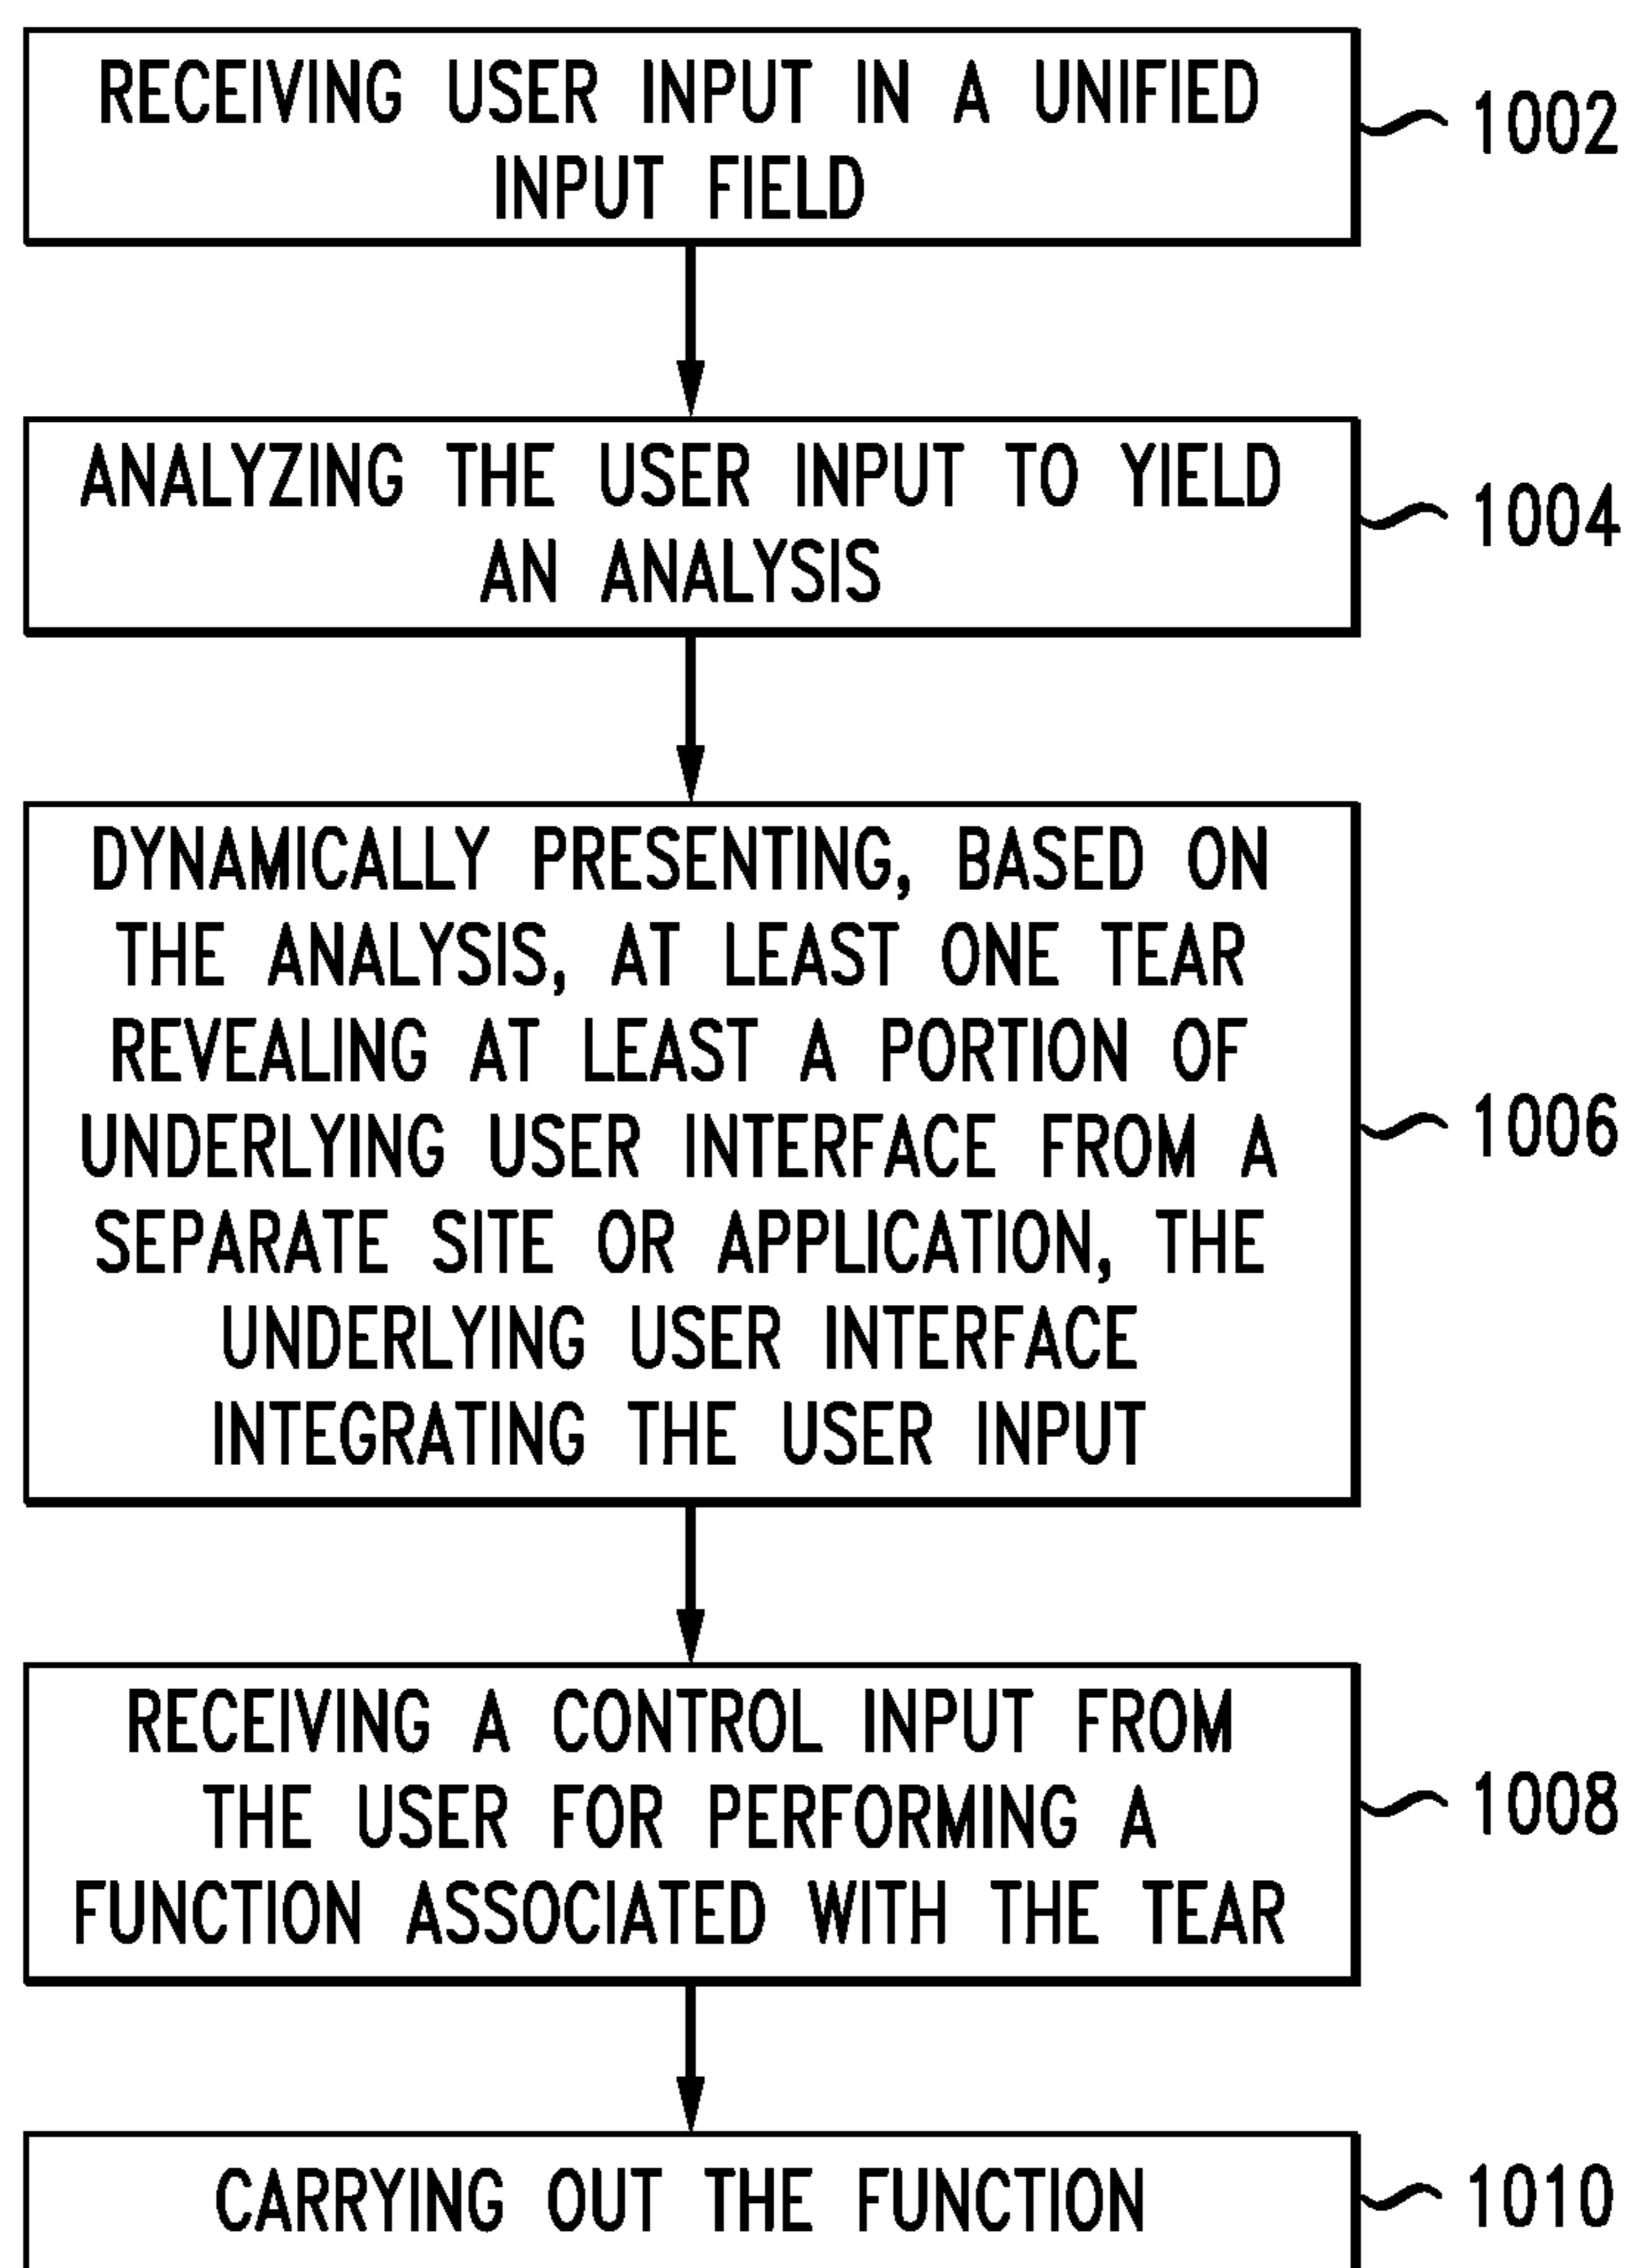 RECEIVING USER INPUT IN A UNIFIED
INPUT FIELD
1002
ANALYZING THE USER INPUT TO YIELD
AN ANALYSIS
1004
DYNAMICALLY PRESENTING, BASED ON
THE ANALYSIS, AT LEAST ONE TEAR
REVEALING AT LEAST A PORTION OF
UNDERLYING USER INTERFACE FROM A
SEPARATE SITE OR APPLICATION, THE
UNDERLYING USER INTERFACE
INTEGRATING THE USER INPUT
1006
RECEIVING A CONTROL INPUT FROM
THE USER FOR PERFORMING A
FUNCTION ASSOCIATED WITH THE TEAR
1008
CARRYING OUT THE FUNCTION
1010